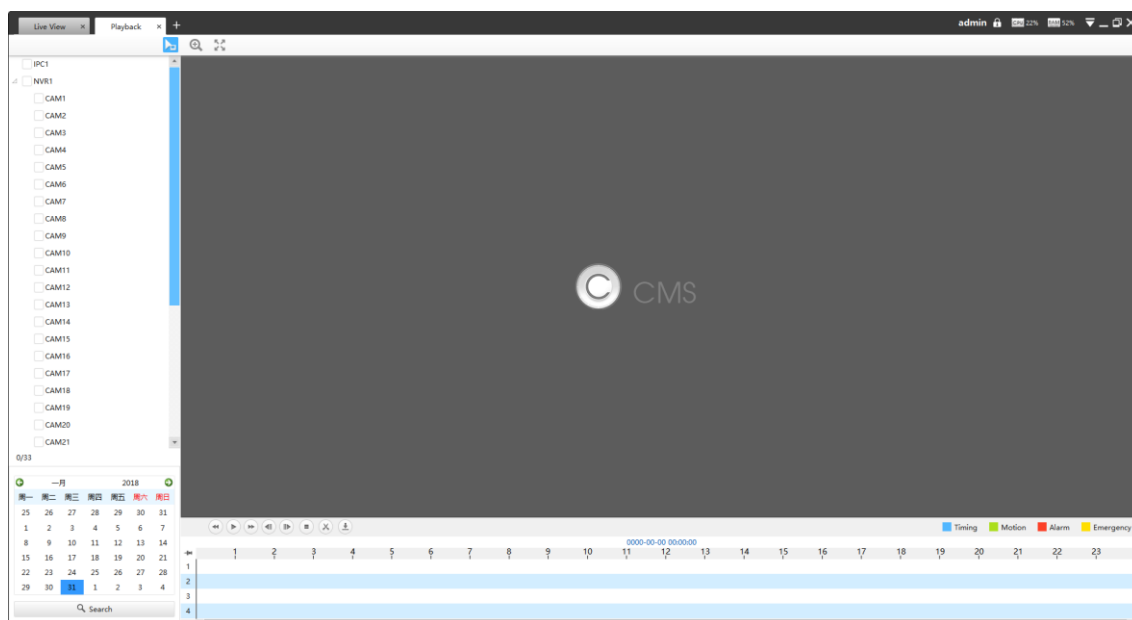 Live View × Playback × + admin CPU 22% RAM 52%
IPC1
NVR1
CAM1
CAM2
CAM3
CAM4
CAM5
CAM6
CAM7
CAM8
CAM9
CAM10
CAM11
CAM12
CAM13
CAM14
CAM15
CAM16
CAM17
CAM18
CAM19
CAM20
CAM21
0/33
C CMS
一月 2018
周一 周二 周三 周四 周五 周六 周日
25 26 27 28 29 30 31
1 2 3 4 5 6 7
8 9 10 11 12 13 14
15 16 17 18 19 20 21
22 23 24 25 26 27 28
29 30 31 1 2 3 4
Search
Timing Motion Alarm Emergency
0000-00-00 00:00:00
1 2 3 4 5 6 7 8 9 10 11 12 13 14 15 16 17 18 19 20 21 22 23
1
2
3
4